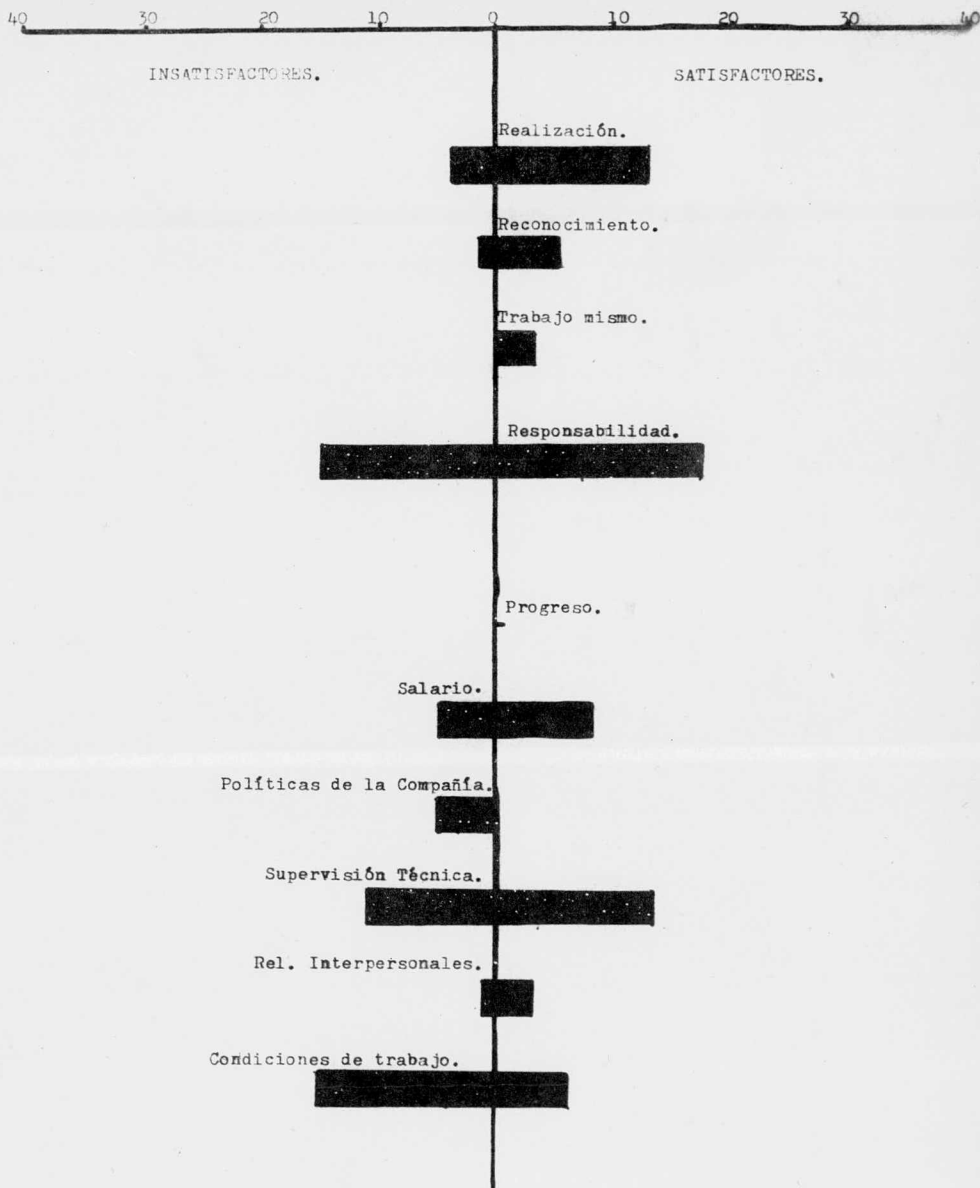 40 30 20 10 0 10 20 30 40
INSATISFACTORES. SATISFACTORES.
Realización.
Reconocimiento.
Trabajo mismo.
Responsabilidad.
Progreso.
Salario.
Políticas de la Compañía.
Supervisión Técnica.
Rel. Interpersonales.
Condiciones de trabajo.